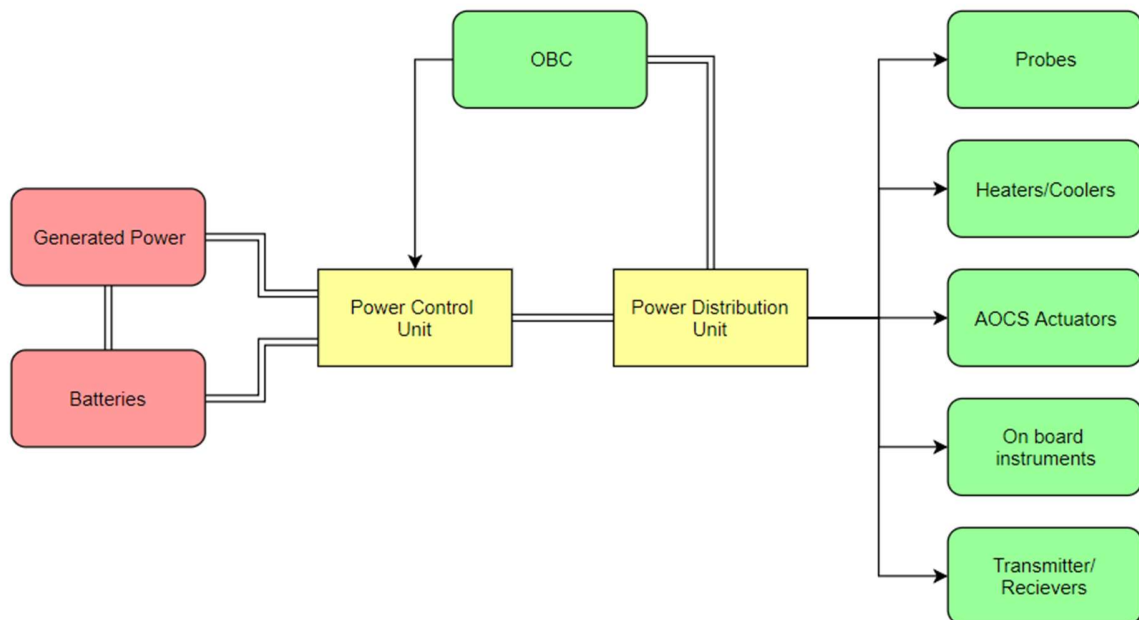 OBC
Probes
Heaters/Coolers
Generated Power
Power Control
Unit
Power Distribution
Unit
AOCS Actuators
Batteries
On board
instruments
Transmitter/
Recievers